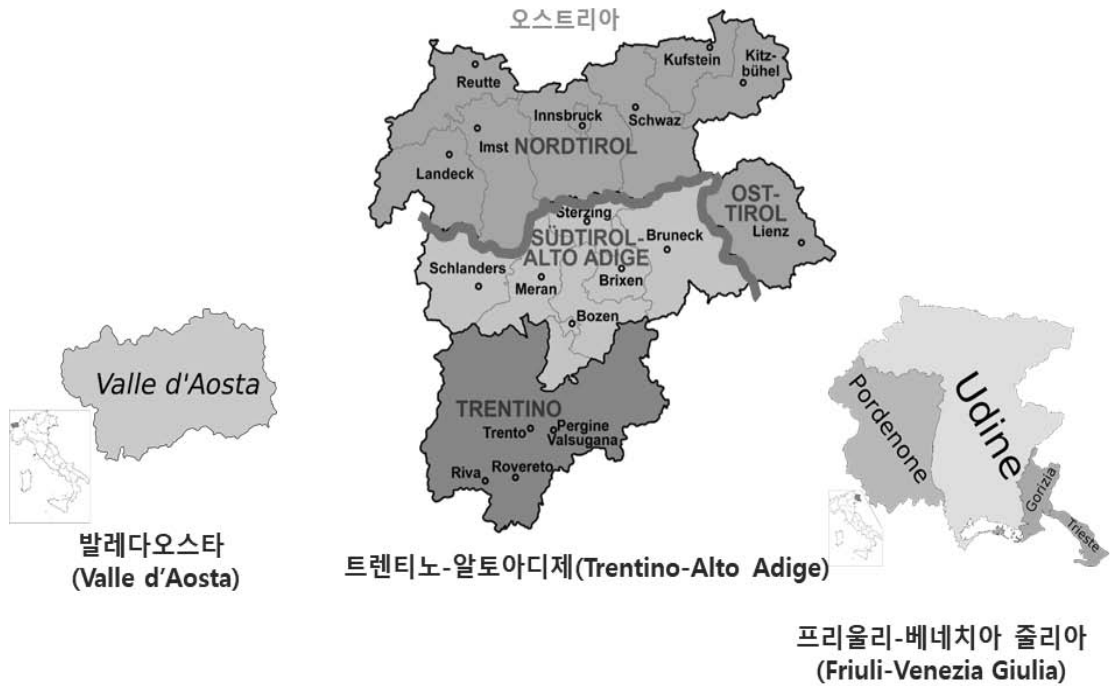 오스트리아
Kufstein
Kitz-
bühel
Reutte
Innsbruck
Schwaz
Imst
NORDTIROL
Landeck
OST-
TIROL
Lienz
Sterzing
SÜDTIROL-
ALTO ADIGE
Bruneck
Schlanders
Meran
Brixen
Bozen
TRENTINO
Trento
Pergine
Valsugana
Riva
Rovereto
Valle d'Aosta
Pordenone
Udine
Gorizia
Trieste
발레다오스타
(Valle d’Aosta)
트렌티노-알토아디제(Trentino-Alto Adige)
프리울리-베네치아 줄리아
(Friuli-Venezia Giulia)